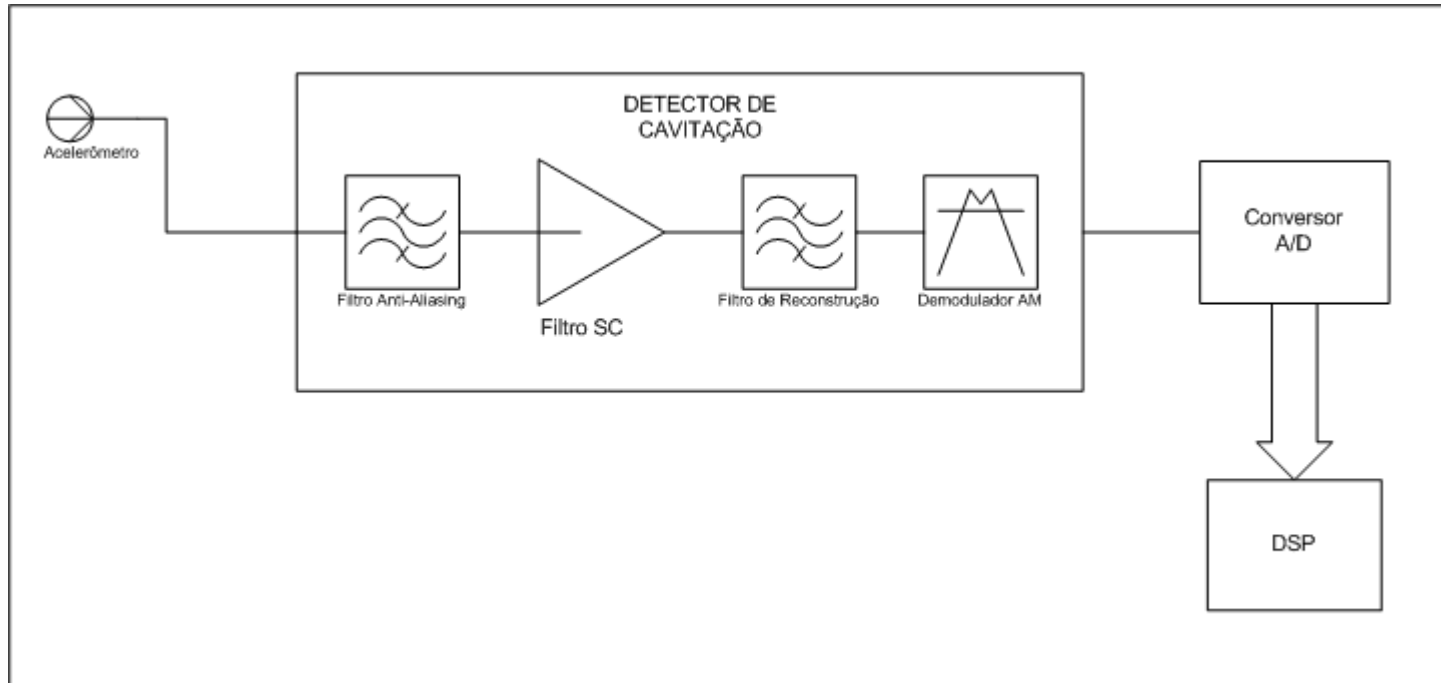 DETECTOR DE
CAVITAÇÃO
Acelerômetro
Filtro Anti-Aliasing
Filtro SC
Filtro de Reconstrução
Demodulador AM
Conversor
A/D
DSP